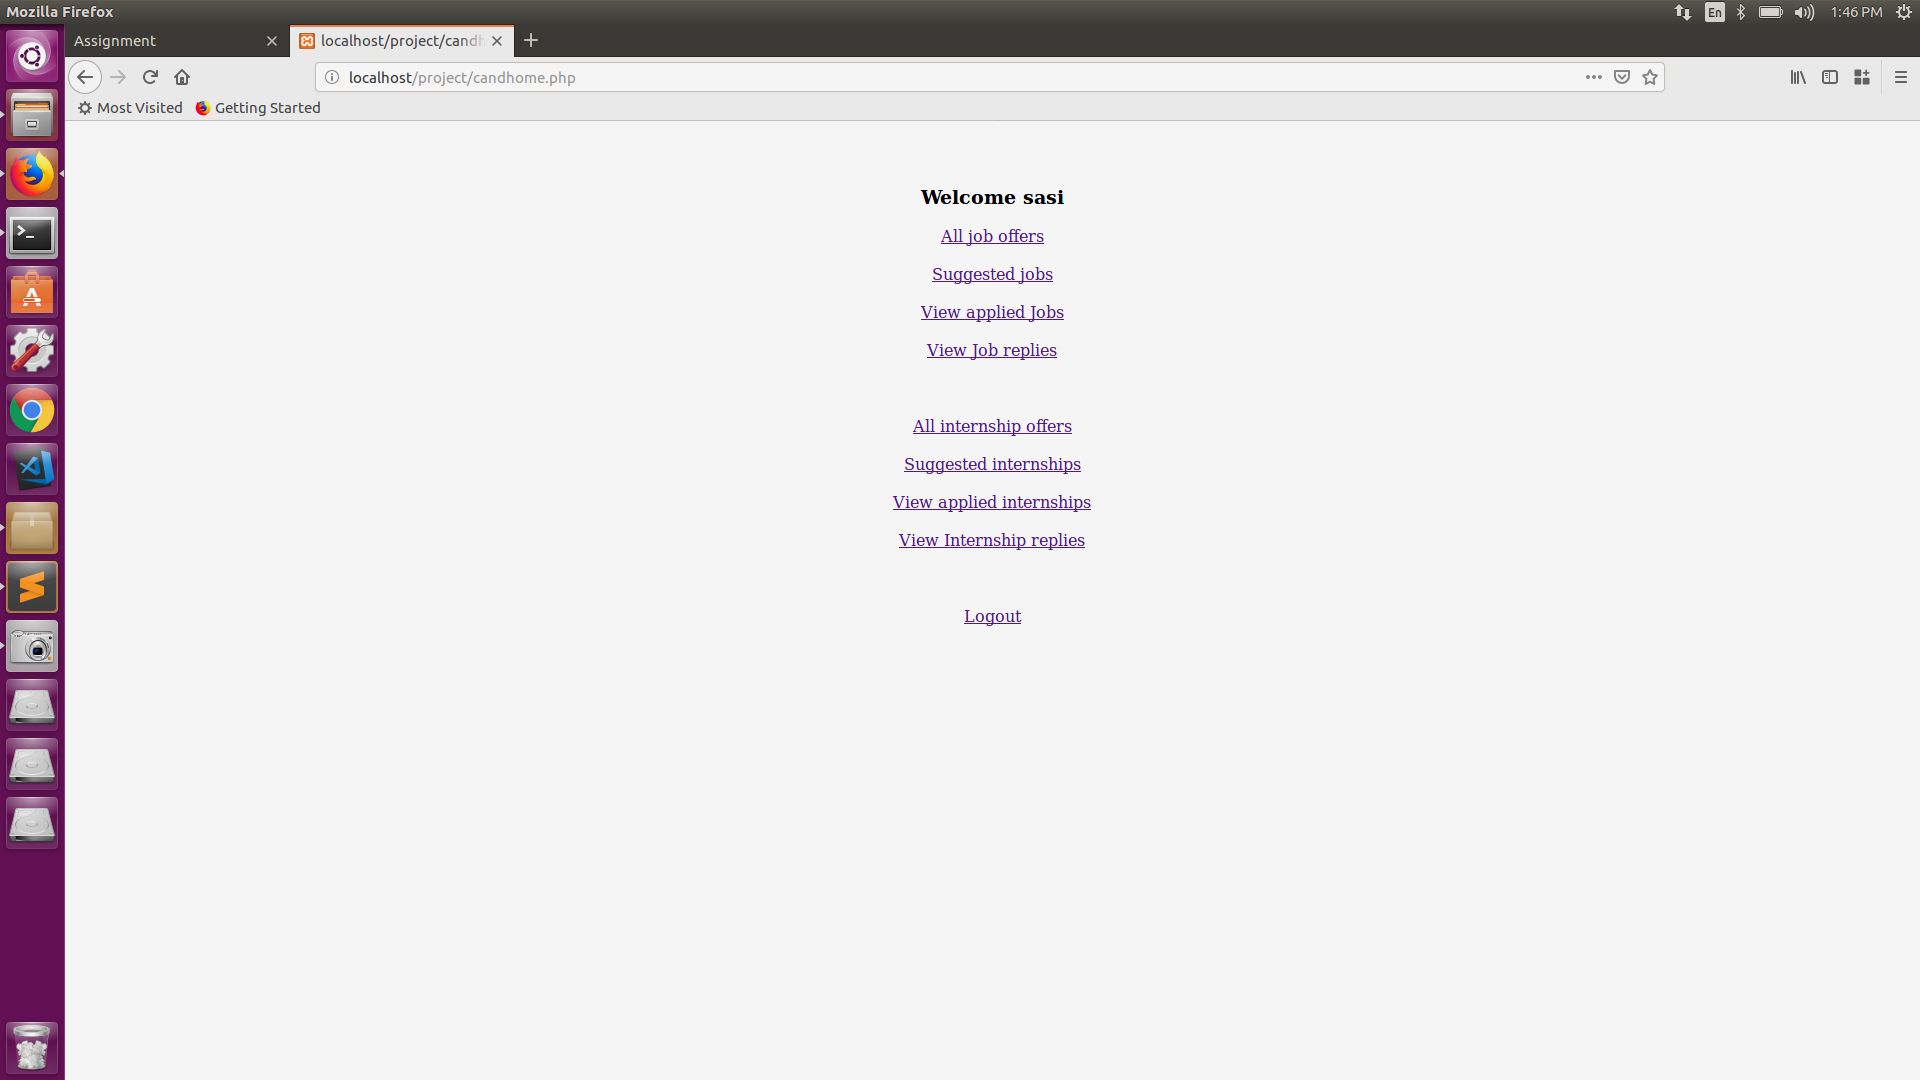 Mozilla Firefox
En
1:46 PM
Assignment
localhost/project/candh
localhost/project/candhome.php
Most Visited
Getting Started
Welcome sasi
All job offers
Suggested jobs
View applied Jobs
View Job replies
All internship offers
Suggested internships
View applied internships
View Internship replies
Logout